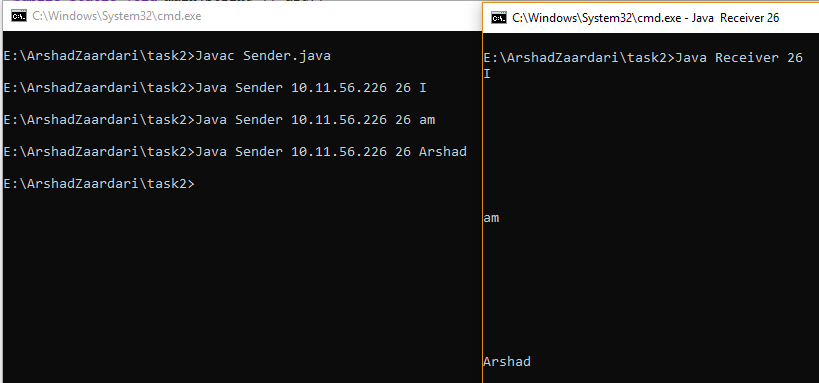 C:\Windows\System32\cmd.exe
E:\ArshadZaardari\task2>Javac Sender.java
E:\ArshadZaardari\task2>Java Sender 10.11.56.226 26 I
E:\ArshadZaardari\task2>Java Sender 10.11.56.226 26 am
E:\ArshadZaardari\task2>Java Sender 10.11.56.226 26 Arshad
E:\ArshadZaardari\task2>
C:\Windows\System32\cmd.exe - Java Receiver 26
E:\ArshadZaardari\task2>Java Receiver 26
I
am
Arshad